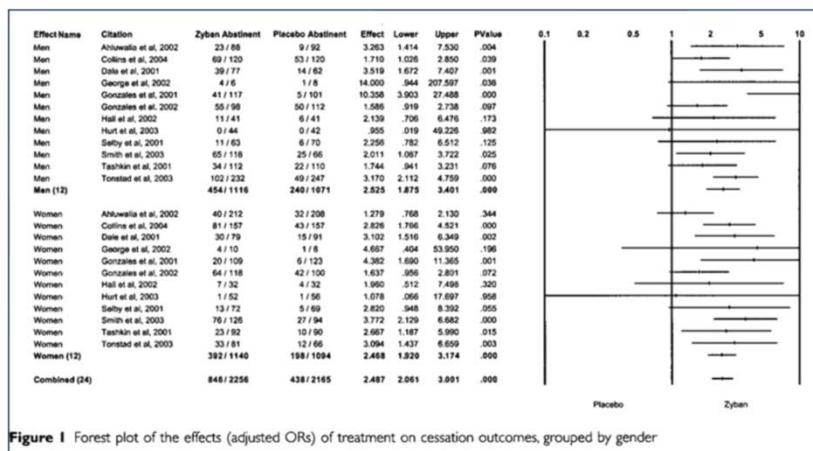 Effect Name Citation Zyban Abstinent Placebo Abstinent Effect Lower Upper PValue 0.1 0.2 0.5 1 2 5 10
Men Ahluwalia et al, 2002 23 / 88 9 / 92 3.263 1.414 7.530 .004
Men Collins et al, 2004 69 / 120 53 / 120 1.710 1.026 2.850 .039
Men Dale et al, 2001 39 / 77 14 / 62 3.519 1.672 7.407 .001
Men George et al, 2002 4 / 6 1 / 8 14.000 .944 207.597 .036
Men Gonzales et al, 2001 41 / 117 5 / 101 10.358 3.903 27.488 .000
Men Gonzales et al, 2002 55 / 98 50 / 112 1.586 .919 2.738 .097
Men Hall et al, 2002 11 / 41 6 / 41 2.139 .706 6.476 .173
Men Hurt et al, 2003 0 / 44 0 / 42 .955 .019 49.226 .982
Men Selby et al, 2001 11 / 63 6 / 70 2.256 .782 6.512 .125
Men Smith et al, 2003 65 / 118 25 / 66 2.011 1.087 3.722 .025
Men Tashkin et al, 2001 34 / 112 22 / 110 1.744 .941 3.231 .076
Men Tonstad et al, 2003 102 / 232 49 / 247 3.170 2.112 4.759 .000
Men (12) 454 / 1116 240 / 1071 2.525 1.875 3.401 .000
Women Ahluwalia et al, 2002 40 / 212 32 / 208 1.279 .768 2.130 .344
Women Collins et al, 2004 81 / 157 43 / 157 2.826 1.766 4.521 .000
Women Dale et al, 2001 30 / 79 15 / 91 3.102 1.516 6.349 .002
Women George et al, 2002 4 / 10 1 / 8 4.667 .404 53.950 .196
Women Gonzales et al, 2001 20 / 109 6 / 123 4.382 1.690 11.365 .001
Women Gonzales et al, 2002 64 / 118 42 / 100 1.637 .956 2.801 .072
Women Hall et al, 2002 7 / 32 4 / 32 1.960 .512 7.498 .320
Women Hurt et al, 2003 1 / 52 1 / 56 1.078 .066 17.697 .958
Women Selby et al, 2001 13 / 72 5 / 69 2.820 .948 8.392 .055
Women Smith et al, 2003 76 / 126 27 / 94 3.772 2.129 6.682 .000
Women Tashkin et al, 2001 23 / 92 10 / 90 2.667 1.187 5.990 .015
Women Tonstad et al, 2003 33 / 81 12 / 66 3.094 1.437 6.659 .003
Women (12) 392 / 1140 198 / 1094 2.468 1.920 3.174 .000
Combined (24) 846 / 2256 438 / 2165 2.487 2.061 3.001 .000
Placebo Zyban
Figure 1 Forest plot of the effects (adjusted ORs) of treatment on cessation outcomes, grouped by gender